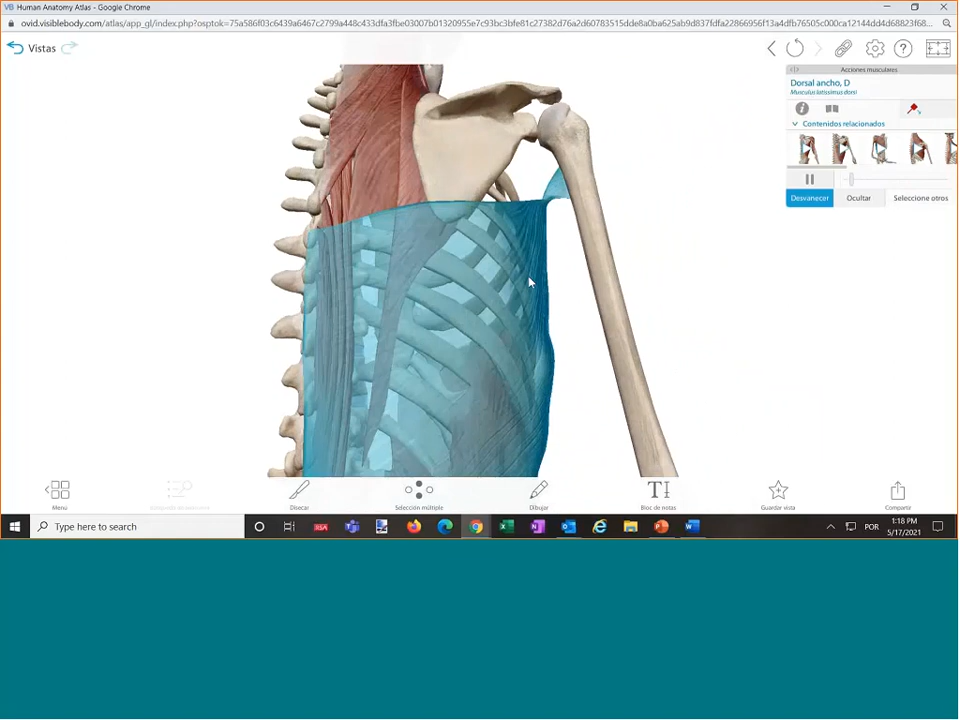 VB Human Anatomy Atlas - Google Chrome
Vistas
Acciones musculares
Dorsal ancho, D
Musculus latissimus dorsi
Contenidos relacionados
Desvanecer
Ocultar
Seleccione otros
Menu
Disecar
Selección múltiple
Dibujar
Bloc de notas
Guardar vista
Compartir
Type here to search
RSA
POR
1:18 PM
5/17/2021